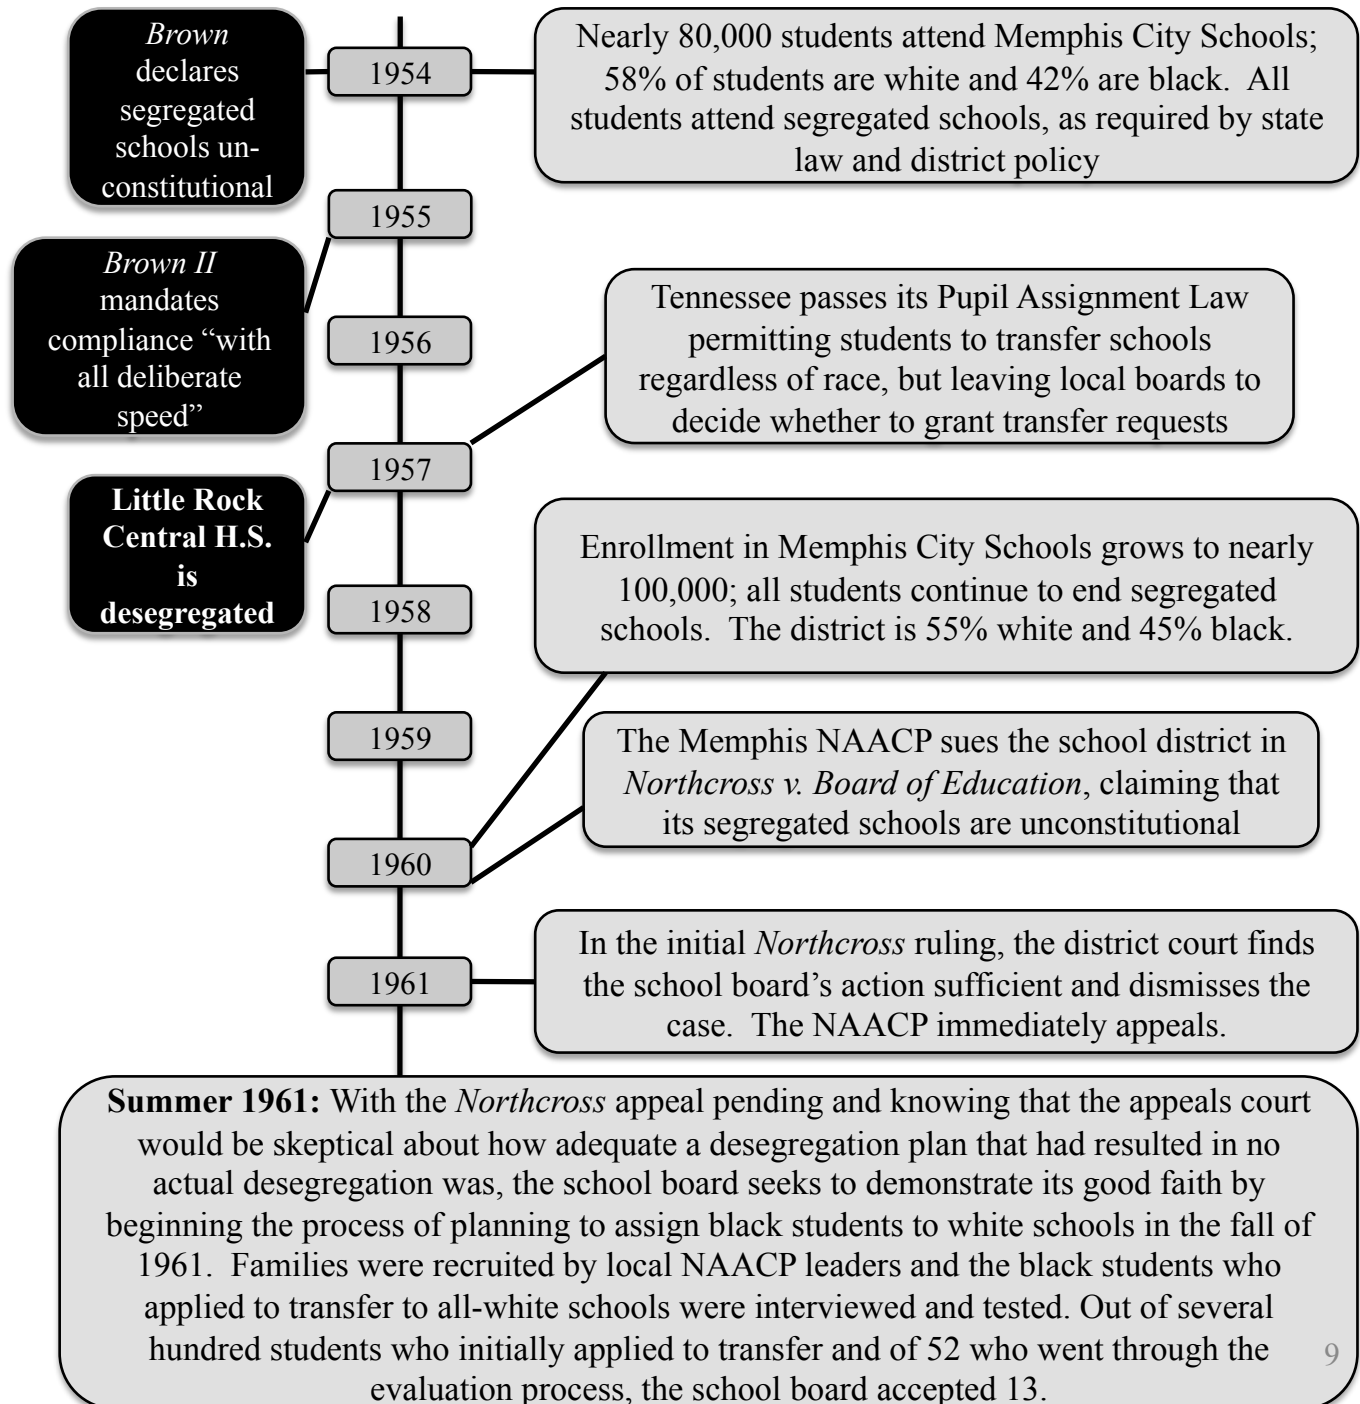 Brown
declares
segregated
schools un-
constitutional
1954
Nearly 80,000 students attend Memphis City Schools;
58% of students are white and 42% are black.  All
students attend segregated schools, as required by state
law and district policy
1955
Brown II
mandates
compliance “with
all deliberate
speed”
1956
Tennessee passes its Pupil Assignment Law
permitting students to transfer schools
regardless of race, but leaving local boards to
decide whether to grant transfer requests
1957
Little Rock
Central H.S.
is
desegregated
1958
Enrollment in Memphis City Schools grows to nearly
100,000; all students continue to end segregated
schools.  The district is 55% white and 45% black.
1959
The Memphis NAACP sues the school district in
Northcross v. Board of Education, claiming that
its segregated schools are unconstitutional
1960
In the initial Northcross ruling, the district court finds
the school board’s action sufficient and dismisses the
case.  The NAACP immediately appeals.
1961
Summer 1961: With the Northcross appeal pending and knowing that the appeals court
would be skeptical about how adequate a desegregation plan that had resulted in no
actual desegregation was, the school board seeks to demonstrate its good faith by
beginning the process of planning to assign black students to white schools in the fall of
1961.  Families were recruited by local NAACP leaders and the black students who
applied to transfer to all-white schools were interviewed and tested. Out of several
hundred students who initially applied to transfer and of 52 who went through the
evaluation process, the school board accepted 13.
9